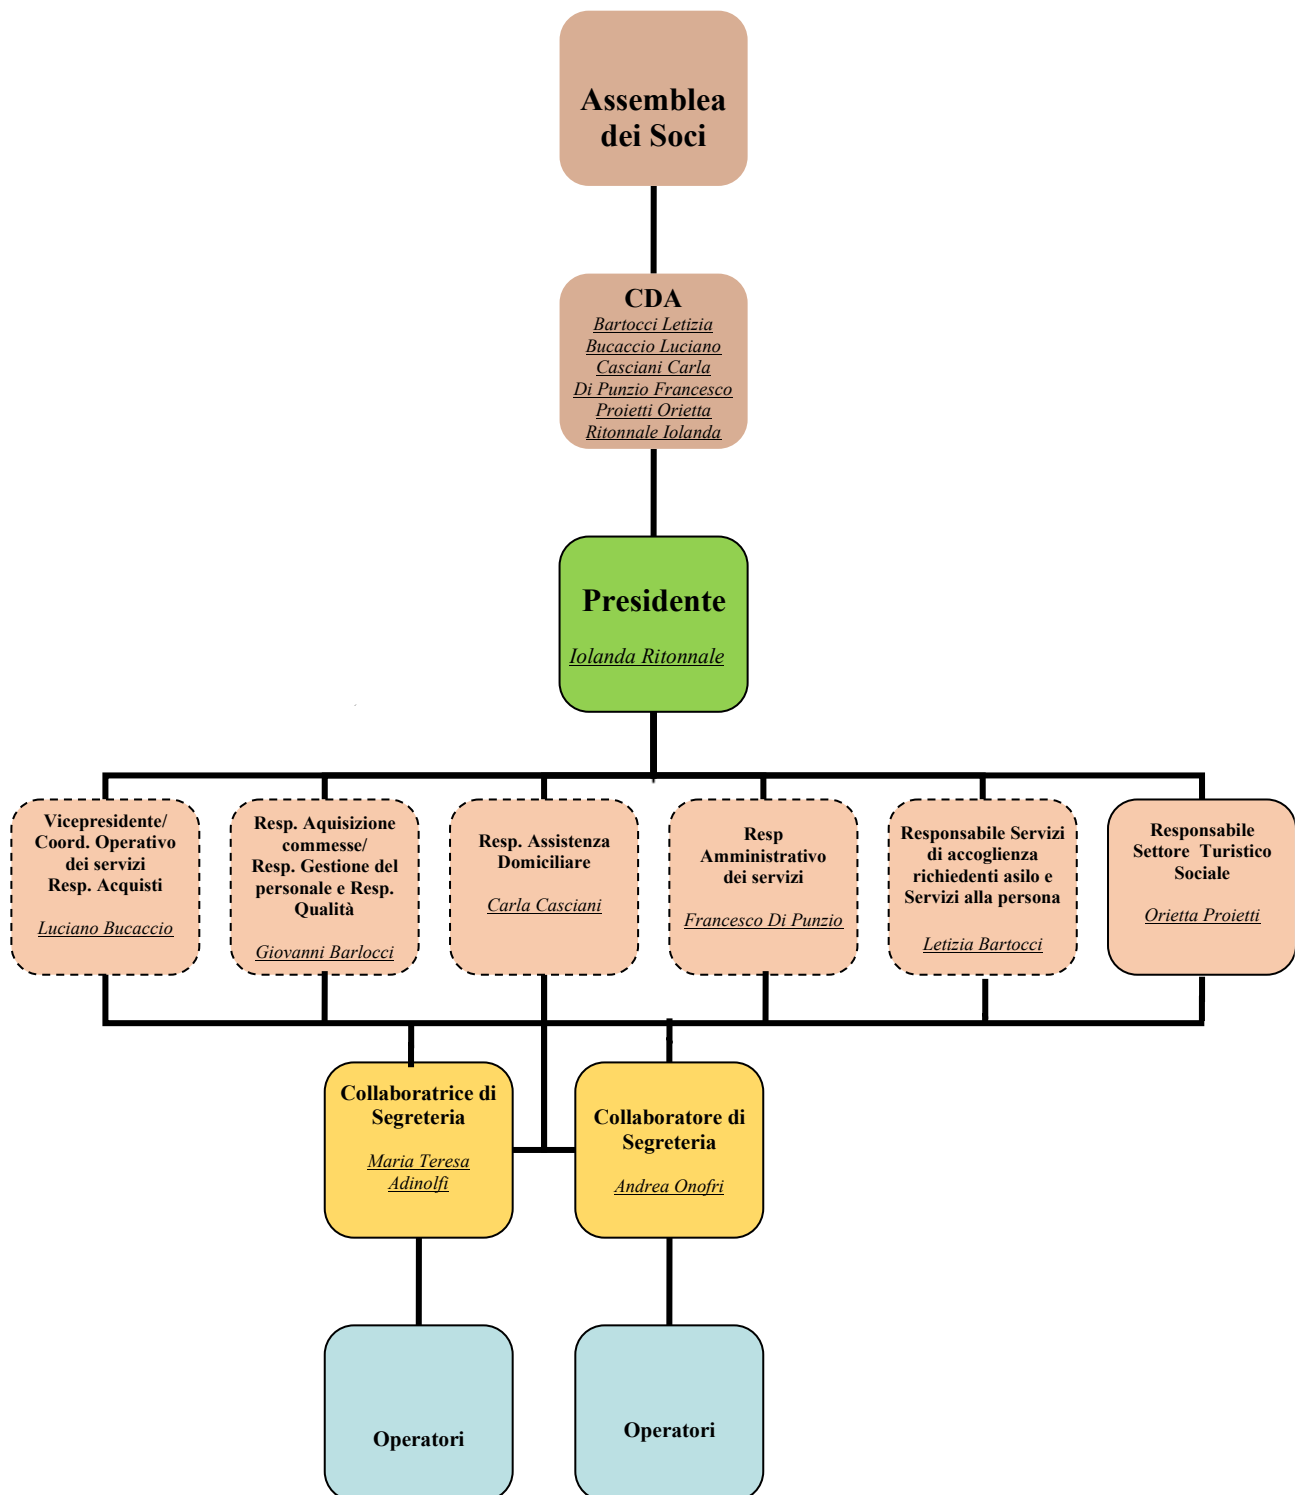 Assemblea
dei Soci
CDA
Bartocci Letizia
Bucaccio Luciano
Casciani Carla
Di Punzio Francesco
Proietti Orietta
Ritonnale Iolanda
Presidente
Iolanda Ritonnale
Vicepresidente/
Coord. Operativo
dei servizi
Resp. Acquisti
Luciano Bucaccio
Resp. Aquisizione
commesse/
Resp. Gestione del
personale e Resp.
Qualità
Giovanni Barlocci
Resp. Assistenza
Domiciliare
Carla Casciani
Resp
Amministrativo
dei servizi
Francesco Di Punzio
Responsabile Servizi
di accoglienza
richiedenti asilo e
Servizi alla persona
Letizia Bartocci
Responsabile
Settore Turistico
Sociale
Orietta Proietti
Collaboratrice di
Segreteria
Maria Teresa
Adinolfi
Collaboratore di
Segreteria
Andrea Onofri
Operatori
Operatori